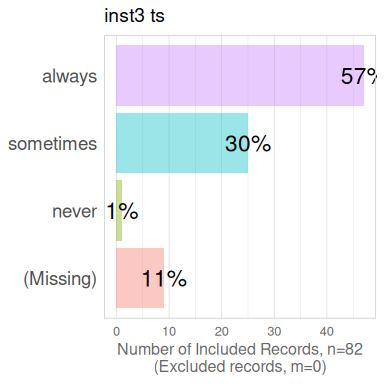 inst3 ts
always
57%
sometimes
30%
never
1%
(Missing)
11%
0 10 20 30 40
Number of Included Records, n=82
(Excluded records, m=0)